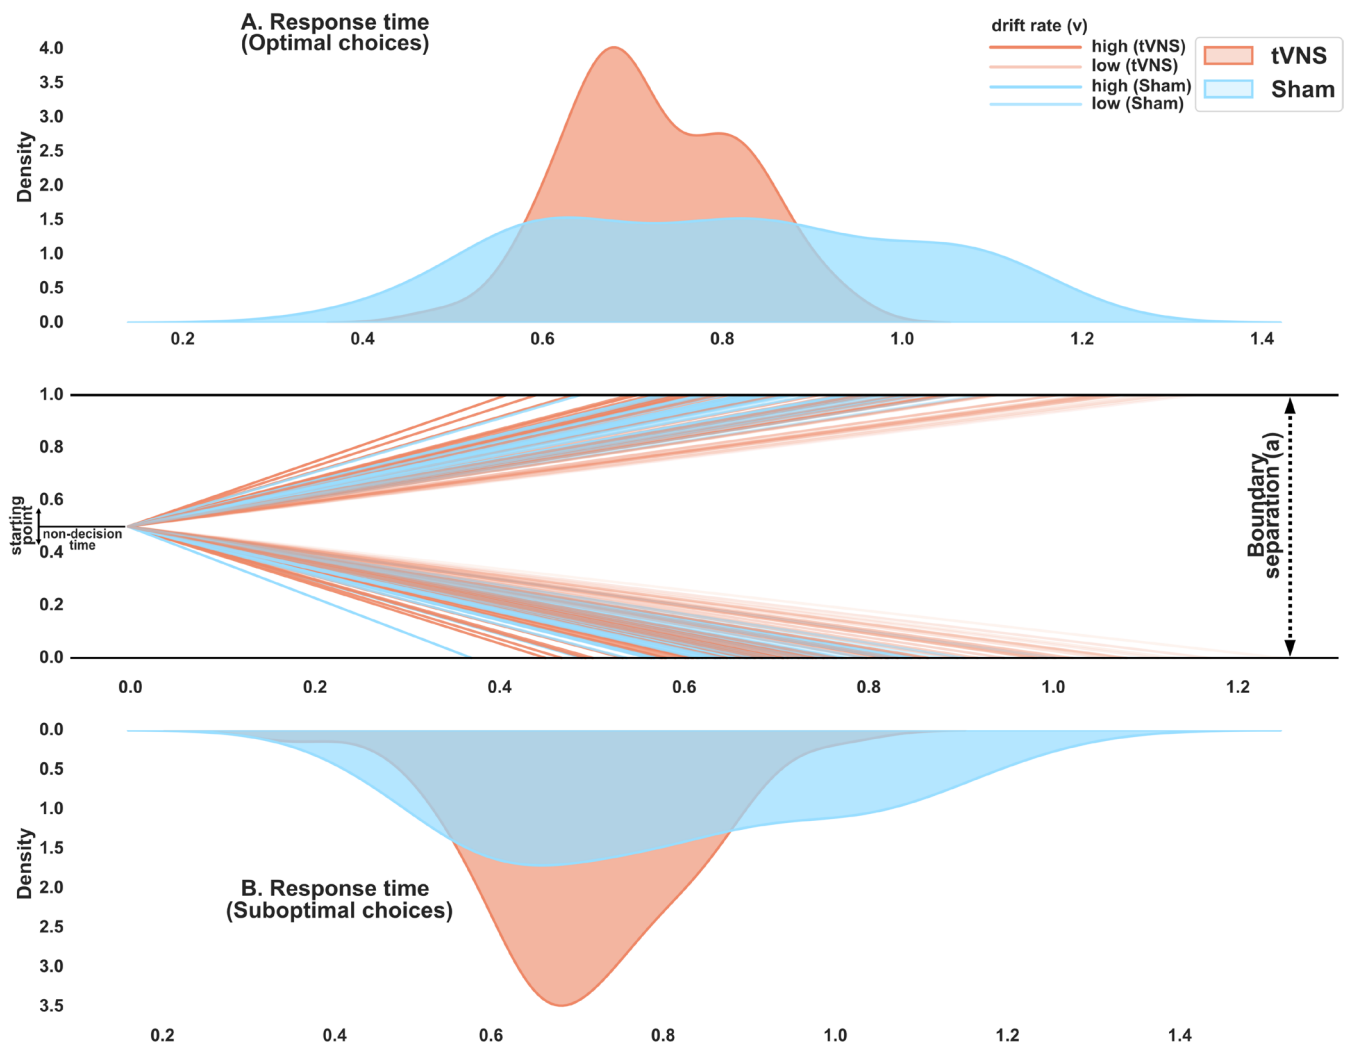 A. Response time
(Optimal choices)
drift rate (v)
high (tVNS)
low (tVNS)
high (Sham)
low (Sham)
tVNS
Sham
Density
4.0
3.5
3.0
2.5
2.0
1.5
1.0
0.5
0.0
0.2 0.4 0.6 0.8 1.0 1.2 1.4
1.0
0.8
0.6
0.4
0.2
0.0
starting
point
non-decision
time
Boundary
separation (a)
0.0 0.2 0.4 0.6 0.8 1.0 1.2
Density
0.0
0.5
1.0
1.5
2.0
2.5
3.0
3.5
B. Response time
(Suboptimal choices)
0.2 0.4 0.6 0.8 1.0 1.2 1.4